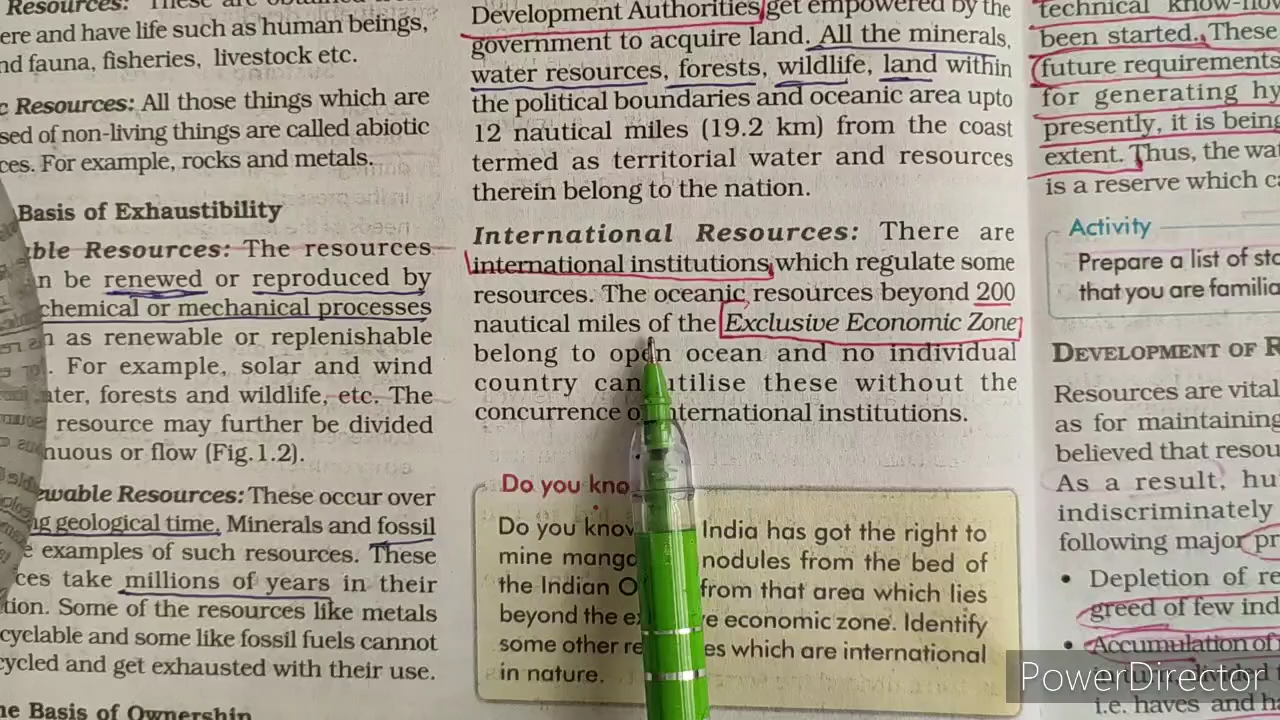 Resources: These are obtained from
ere and have life such as human beings,
nd fauna, fisheries, livestock etc.
c Resources: All those things which are
sed of non-living things are called abiotic
ces. For example, rocks and metals.
Basis of Exhaustibility
ble Resources: The resources
n be renewed or reproduced by
chemical or mechanical processes
n as renewable or replenishable
. For example, solar and wind
ater, forests and wildlife, etc. The
resource may further be divided
nuous or flow (Fig.1.2).
ewable Resources: These occur over
ng geological time. Minerals and fossil
e examples of such resources. These
ces take millions of years in their
tion. Some of the resources like metals
cyclable and some like fossil fuels cannot
cycled and get exhausted with their use.
he Basis of Ownership
Development Authorities get empowered by the
government to acquire land. All the minerals,
water resources, forests, wildlife, land within
the political boundaries and oceanic area upto
12 nautical miles (19.2 km) from the coast
termed as territorial water and resources
therein belong to the nation.
International Resources: There are
international institutions which regulate some
resources. The oceanic resources beyond 200
nautical miles of the Exclusive Economic Zone
belong to open ocean and no individual
country can utilise these without the
concurrence o international institutions.
Do you kno
Do you know India has got the right to
mine manga nodules from the bed of
the Indian O from that area which lies
beyond the e ve economic zone. Identify
some other re es which are international
in nature.
technical know-how
been started. These
future requirements
for generating hy
presently, it is being
extent. Thus, the wat
is a reserve which ca
Activity
Prepare a list of sto
that you are familia
DEVELOPMENT OF R
Resources are vital
as for maintaining
believed that resou
As a result, hu
indiscriminately
following major pr
• Depletion of re
greed of few ind
• Accumulation of
in turn, divided
i.e. haves and ha
PowerDirector